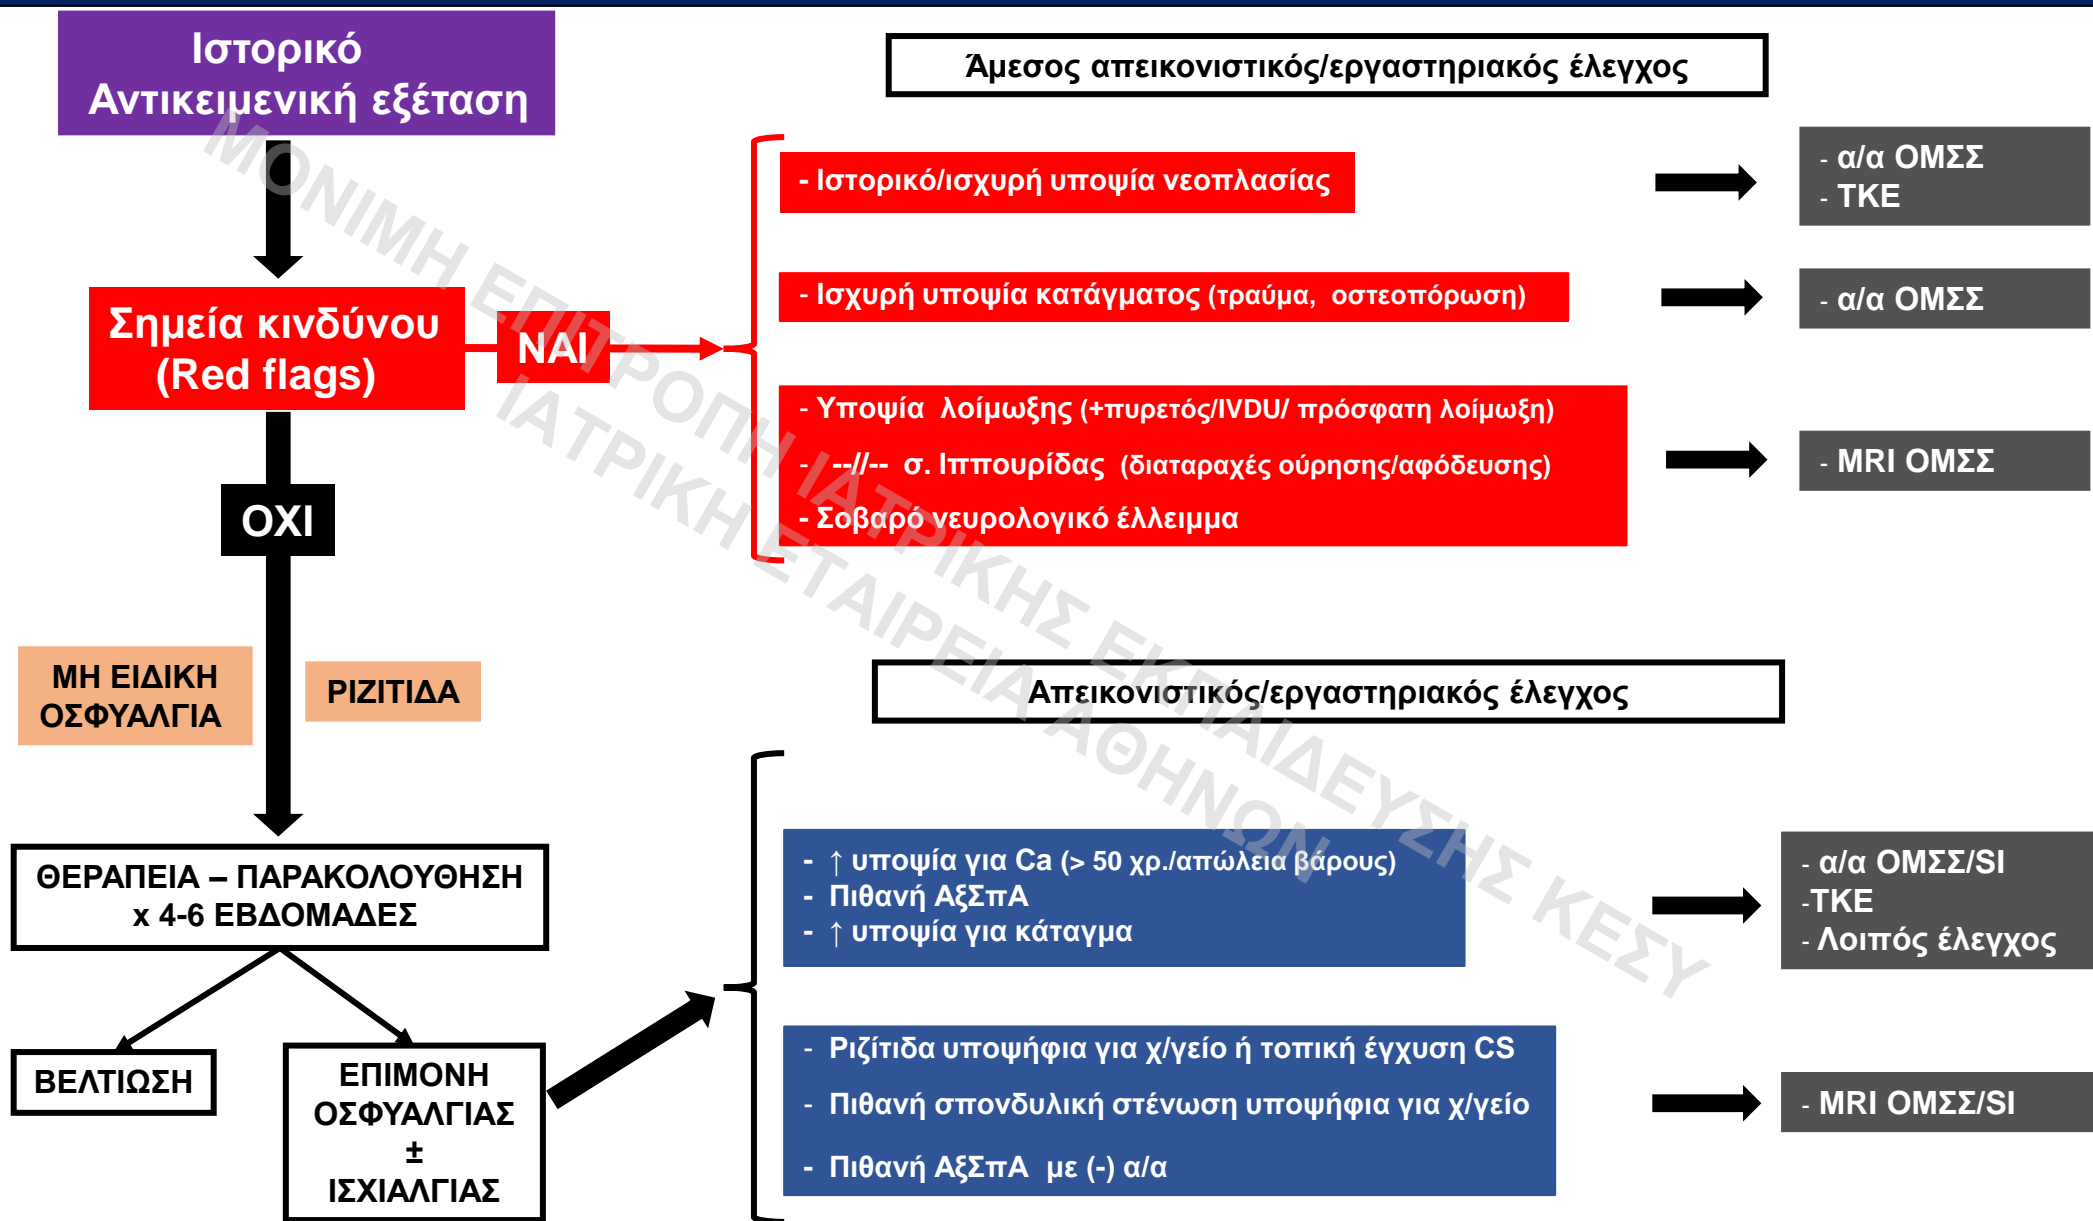 Ιστορικό
Αντικειμενική εξέταση
Άμεσος απεικονιστικός/εργαστηριακός έλεγχος
- Ιστορικό/ισχυρή υποψία νεοπλασίας
- α/α ΟΜΣΣ
- ΤΚΕ
- Ισχυρή υποψία κατάγματος (τραύμα, οστεοπόρωση)
- α/α ΟΜΣΣ
Σημεία κινδύνου
(Red flags)
ΝΑΙ
- Υποψία λοίμωξης (+πυρετός/IVDU/ πρόσφατη λοίμωξη)
- --//-- σ. Ιππουρίδας (διαταραχές ούρησης/αφόδευσης)
- Σοβαρό νευρολογικό έλλειμμα
- MRI ΟΜΣΣ
ΟΧΙ
ΜΗ ΕΙΔΙΚΗ
ΟΣΦΥΑΛΓΙΑ
ΡΙΖΙΤΙΔΑ
Απεικονιστικός/εργαστηριακός έλεγχος
ΘΕΡΑΠΕΙΑ – ΠΑΡΑΚΟΛΟΥΘΗΣΗ
x 4-6 ΕΒΔΟΜΑΔΕΣ
- ↑ υποψία για Ca (> 50 χρ./απώλεια βάρους)
- Πιθανή ΑξΣπΑ
- ↑ υποψία για κάταγμα
- α/α ΟΜΣΣ/SI
-ΤΚΕ
- Λοιπός έλεγχος
ΒΕΛΤΙΩΣΗ
ΕΠΙΜΟΝΗ
ΟΣΦΥΑΛΓΙΑΣ
±
ΙΣΧΙΑΛΓΙΑΣ
- Ριζίτιδα υποψήφια για χ/γείο ή τοπική έγχυση CS
- Πιθανή σπονδυλική στένωση υποψήφια για χ/γείο
- Πιθανή ΑξΣπΑ με (-) α/α
- MRI ΟΜΣΣ/SI
ΜΟΝΙΜΗ ΕΠΙΤΡΟΠΗ ΙΑΤΡΙΚΗΣ ΕΚΠΑΙΔΕΥΣΗΣ ΚΕΣΥ
ΙΑΤΡΙΚΗ ΕΤΑΙΡΕΙΑ ΑΘΗΝΩΝ